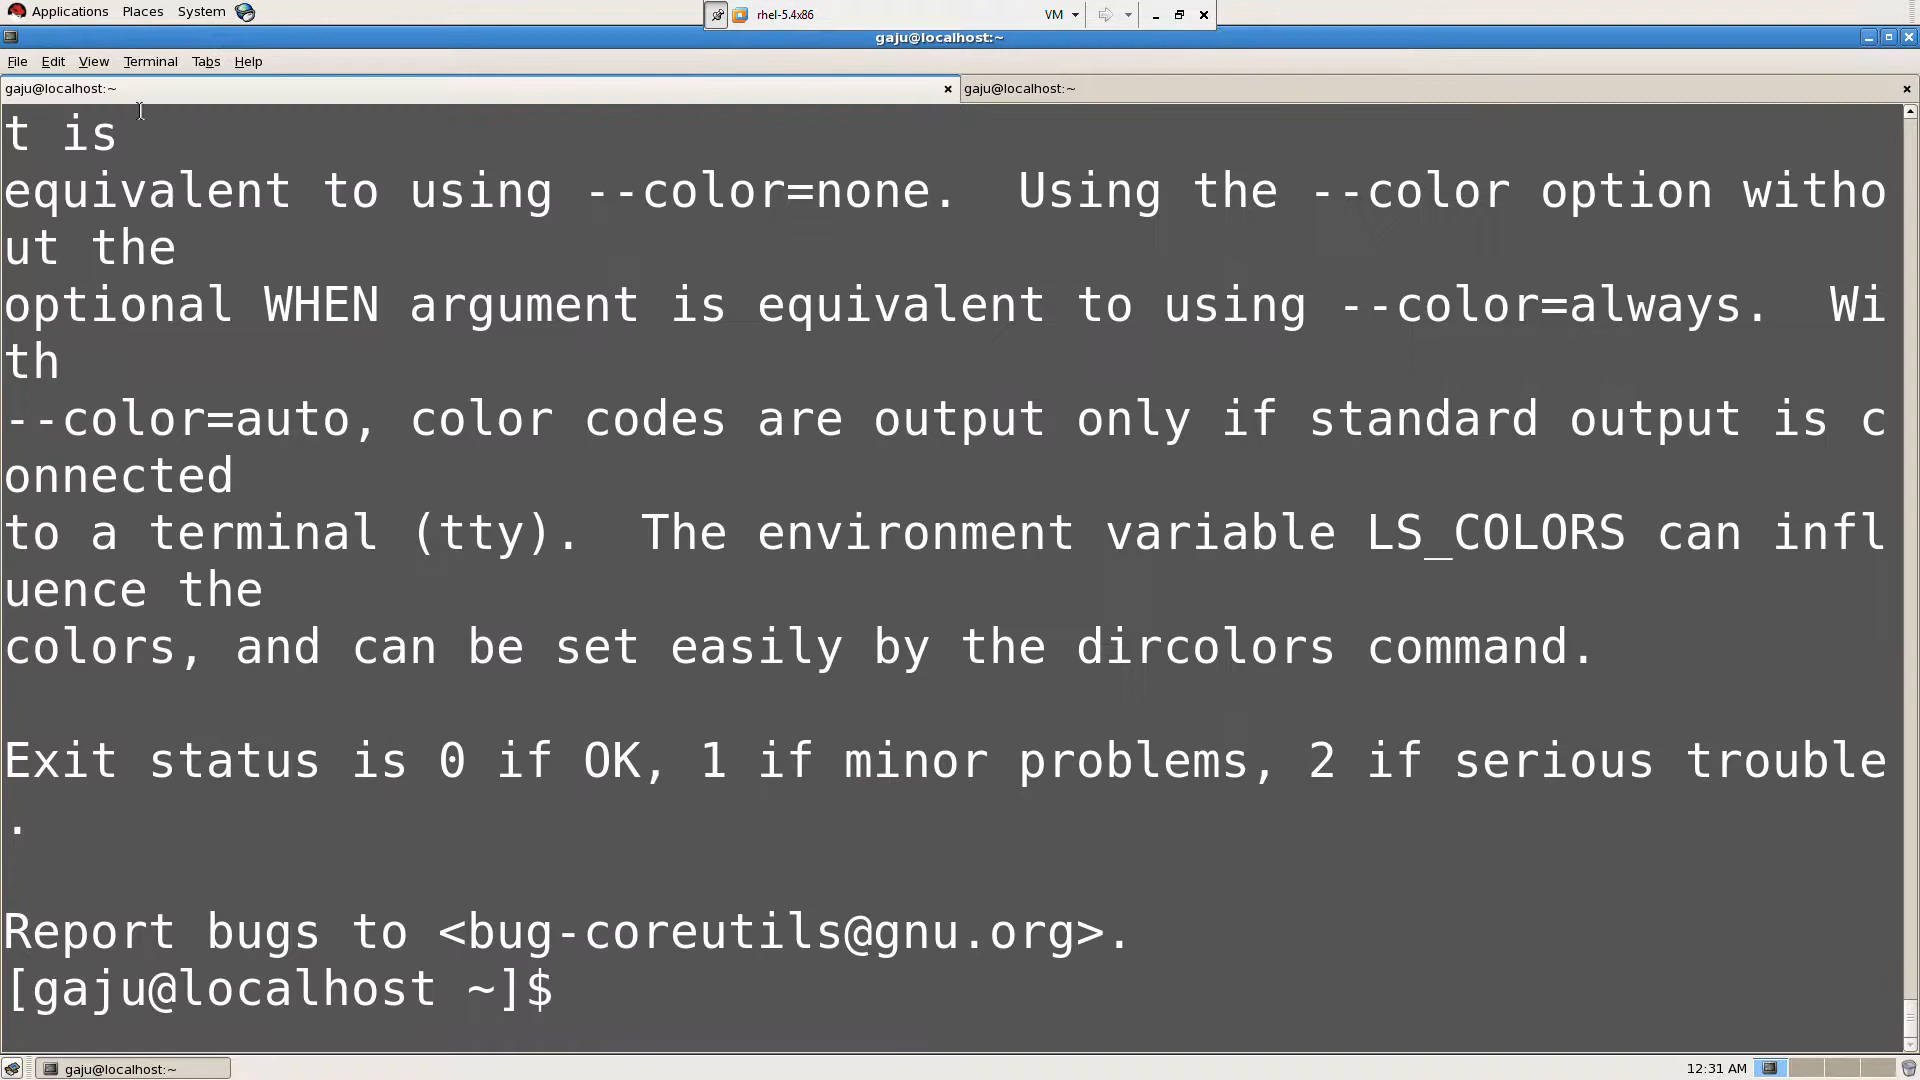 Applications Places System
rhel-5.4x86 VM
gaju@localhost:~
File Edit View Terminal Tabs Help
gaju@localhost:~ gaju@localhost:~
t is
equivalent to using --color=none.  Using the --color option witho
ut the
optional WHEN argument is equivalent to using --color=always.  Wi
th
--color=auto, color codes are output only if standard output is c
onnected
to a terminal (tty).  The environment variable LS_COLORS can infl
uence the
colors, and can be set easily by the dircolors command.
Exit status is 0 if OK, 1 if minor problems, 2 if serious trouble
.
Report bugs to <bug-coreutils@gnu.org>.
[gaju@localhost ~]$
gaju@localhost:~ 12:31 AM